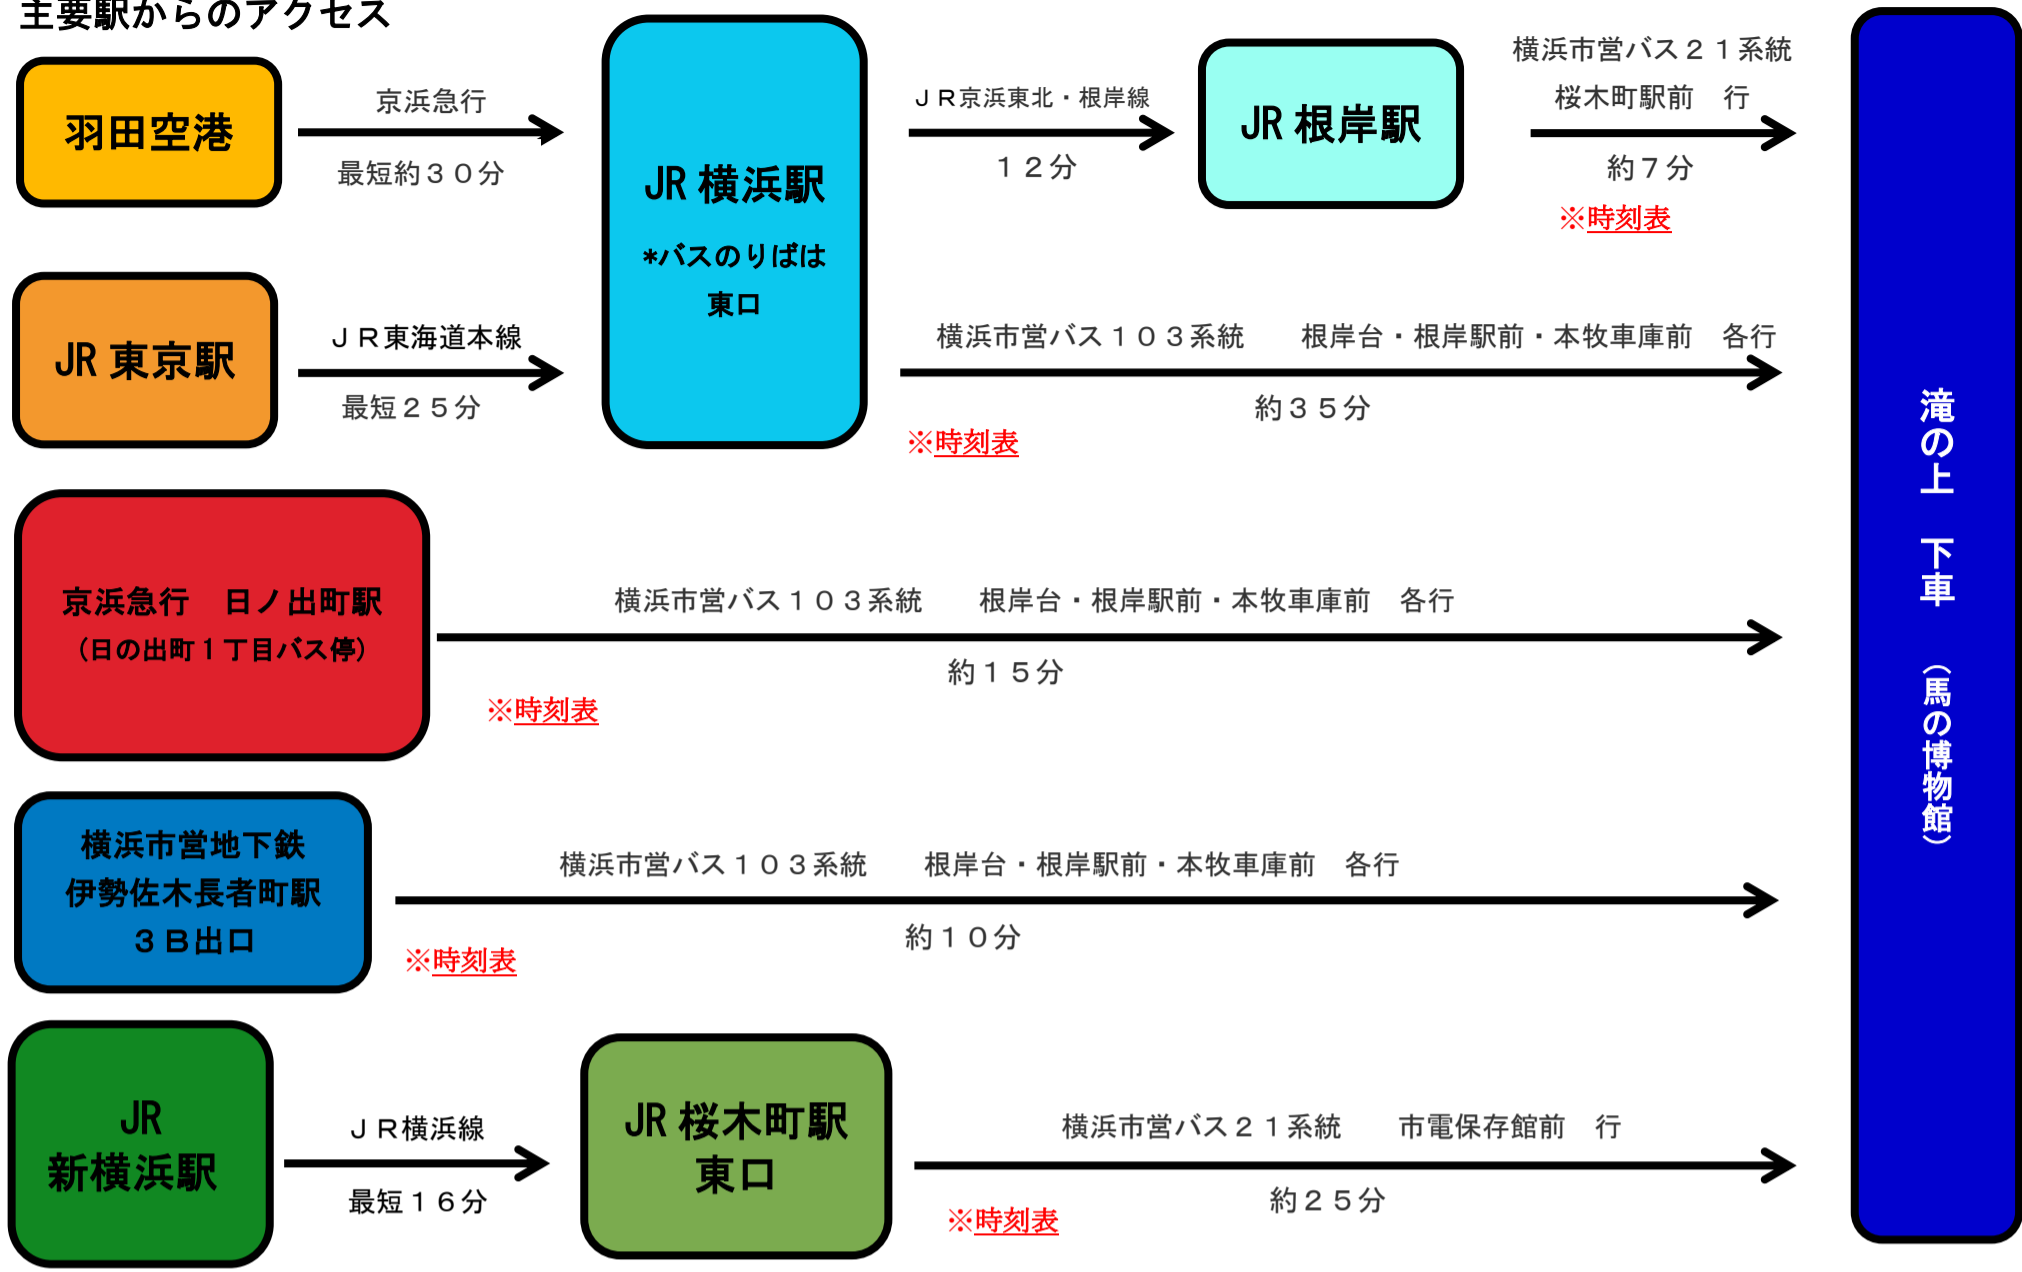 主要駅からのアクセス
羽田空港
京浜急行
最短約３０分
JR 横浜駅
*バスのりばは
東口
ＪＲ京浜東北・根岸線
１２分
JR 根岸駅
横浜市営バス２１系統
桜木町駅前　行
約７分
※時刻表
JR 東京駅
ＪＲ東海道本線
最短２５分
横浜市営バス１０３系統　　根岸台・根岸駅前・本牧車庫前　各行
約３５分
※時刻表
京浜急行　日ノ出町駅
（日の出町１丁目バス停）
横浜市営バス１０３系統　　根岸台・根岸駅前・本牧車庫前　各行
約１５分
※時刻表
横浜市営地下鉄
伊勢佐木長者町駅
３Ｂ出口
横浜市営バス１０３系統　　根岸台・根岸駅前・本牧車庫前　各行
約１０分
※時刻表
JR
新横浜駅
ＪＲ横浜線
最短１６分
JR 桜木町駅
東口
横浜市営バス２１系統　　市電保存館前　行
約２５分
※時刻表
滝の上　下車　（馬の博物館）